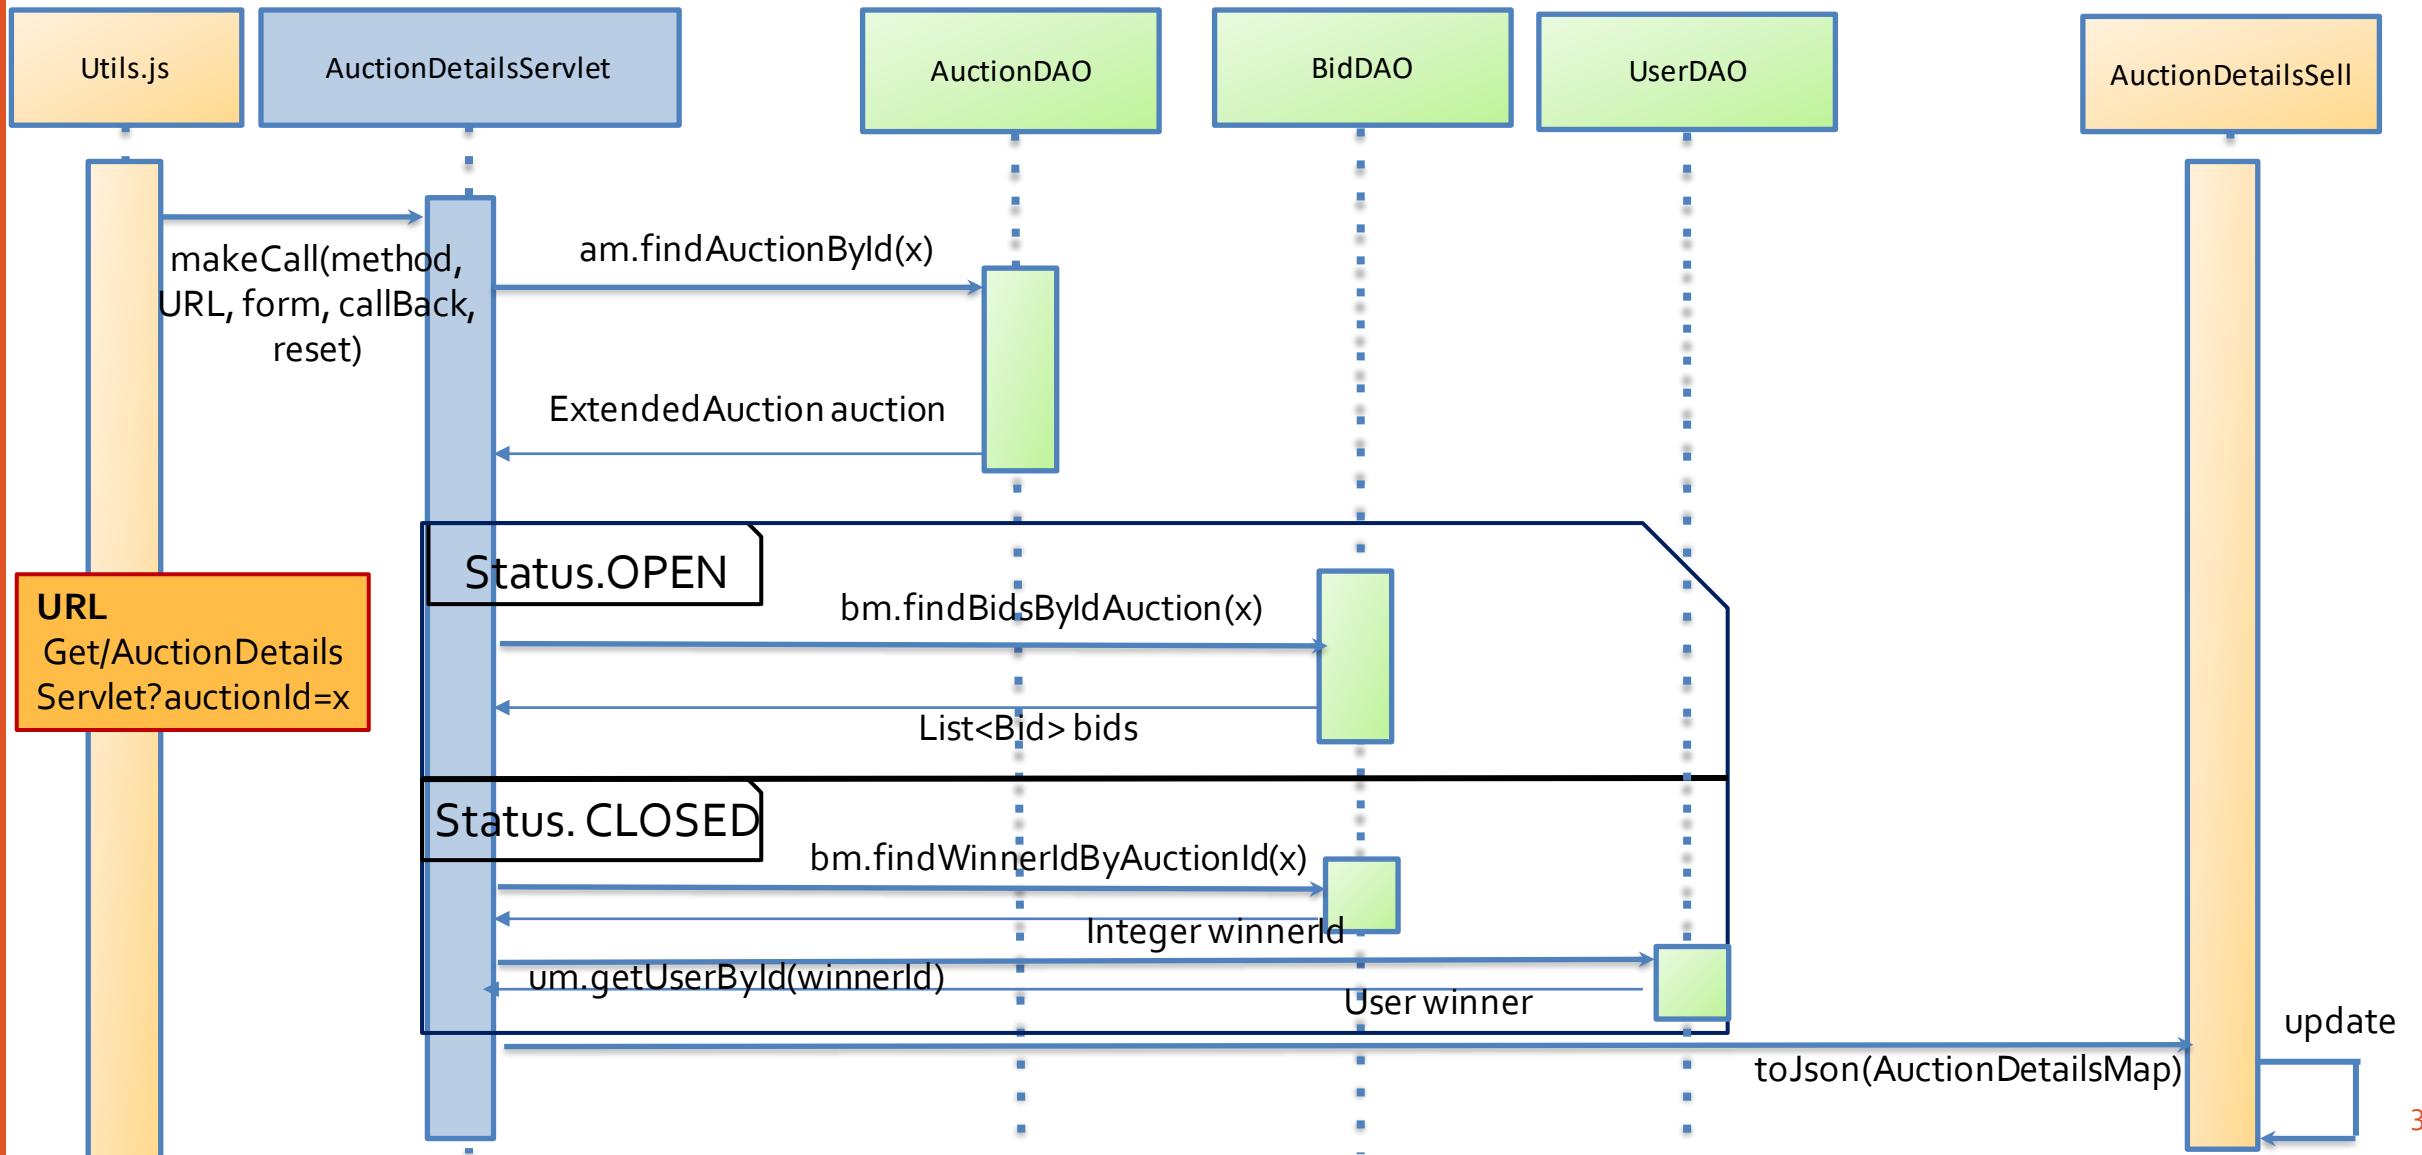 Utils.js
AuctionDetailsServlet
AuctionDAO
BidDAO
UserDAO
AuctionDetailsSell
makeCall(method,
URL, form, callBack,
reset)
am.findAuctionById(x)
ExtendedAuction auction
Status.OPEN
bm.findBidsByIdAuction(x)
URL
Get/AuctionDetails
Servlet?auctionId=x
List<Bid> bids
Status. CLOSED
bm.findWinnerIdByAuctionId(x)
Integer winnerId
um.getUserById(winnerId)
User winner
update
toJson(AuctionDetailsMap)
3